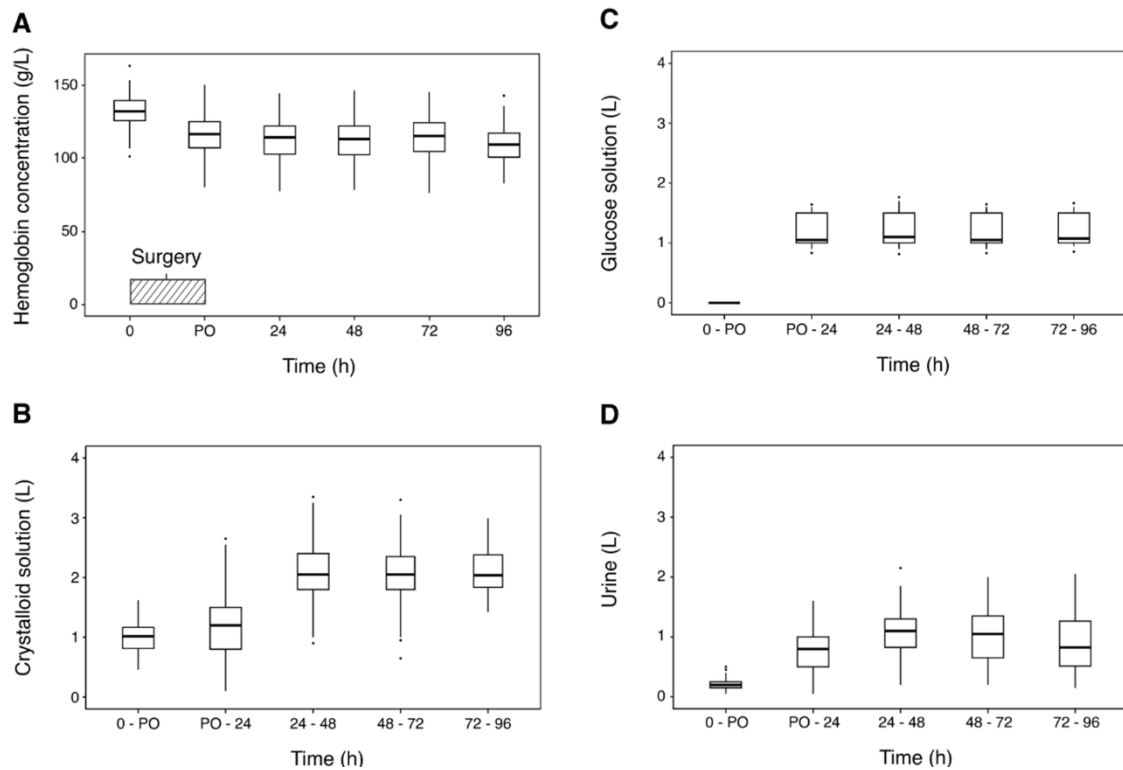 A
Hemoglobin concentration (g/L)
150
100
50
0
Surgery
0 PO 24 48 72 96
Time (h)
B
Crystalloid solution (L)
4
3
2
1
0
0 - PO PO - 24 24 - 48 48 - 72 72 - 96
Time (h)
C
Glucose solution (L)
4
3
2
1
0
0 - PO PO - 24 24 - 48 48 - 72 72 - 96
Time (h)
D
Urine (L)
4
3
2
1
0
0 - PO PO - 24 24 - 48 48 - 72 72 - 96
Time (h)